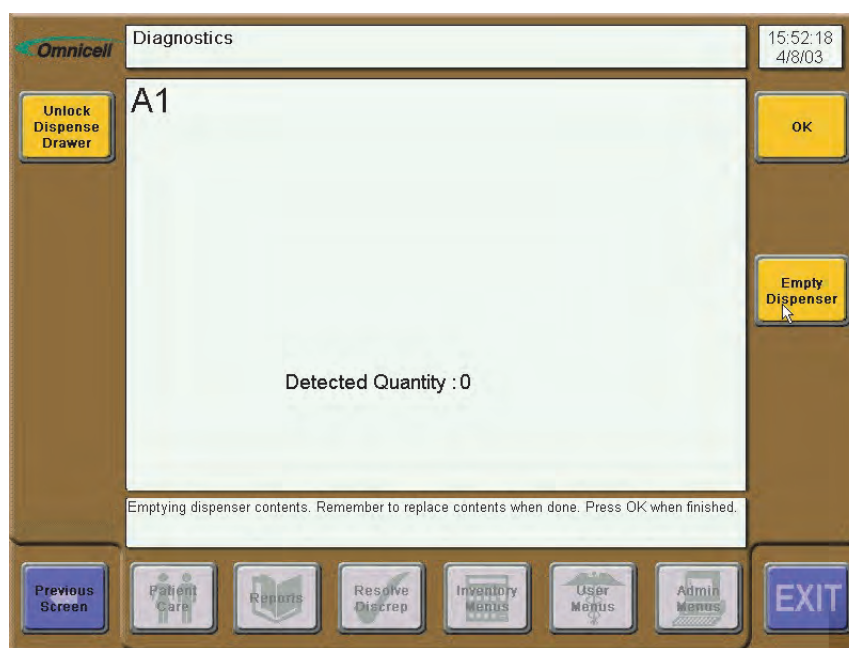 Omnicell
Diagnostics
15:52:18
4/8/03
Unlock
Dispense
Drawer
A1
OK
Empty
Dispenser
Detected Quantity : 0
Emptying dispenser contents. Remember to replace contents when done. Press OK when finished.
Previous
Screen
Patient
Care
Reports
Resolve
Discrep
Inventory
Menus
User
Menus
Admin
Menus
EXIT